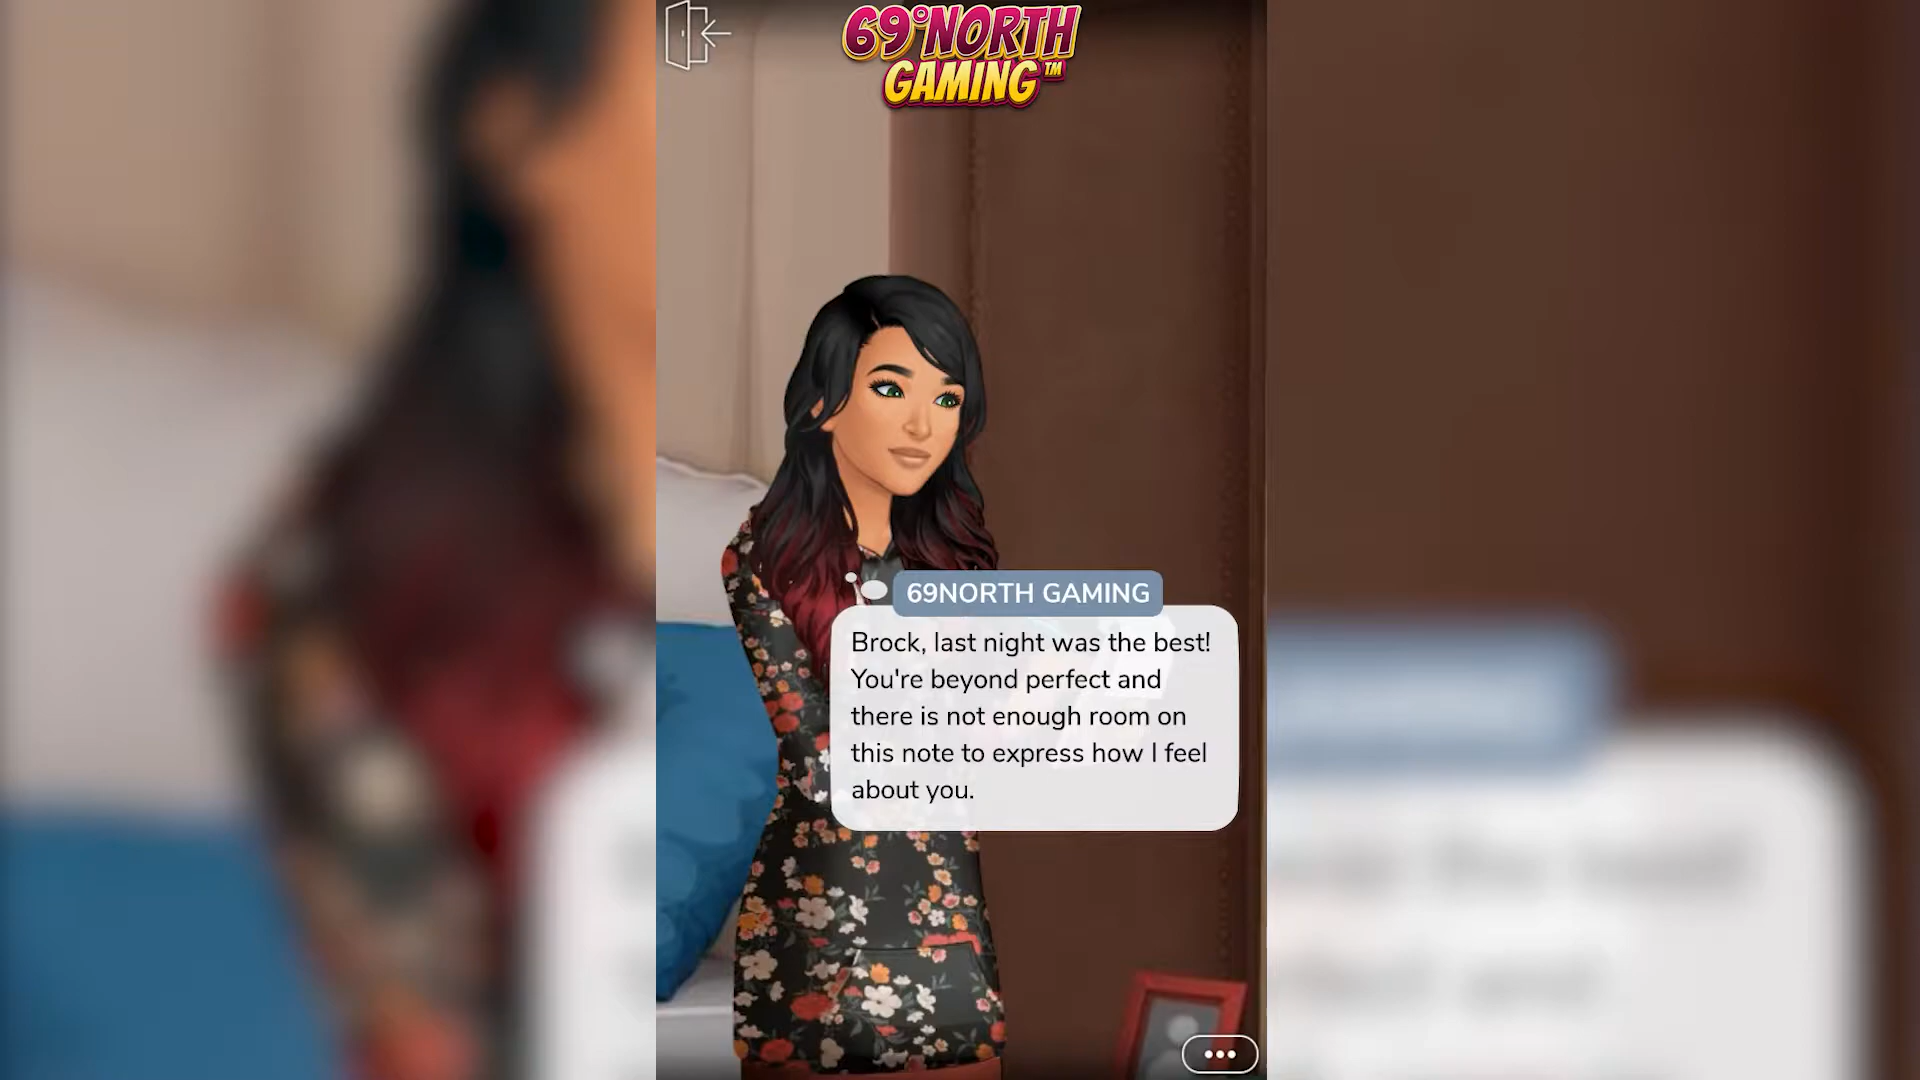 69°NORTH
GAMING™
69NORTH GAMING
Brock, last night was the best!
You're beyond perfect and
there is not enough room on
this note to express how I feel
about you.